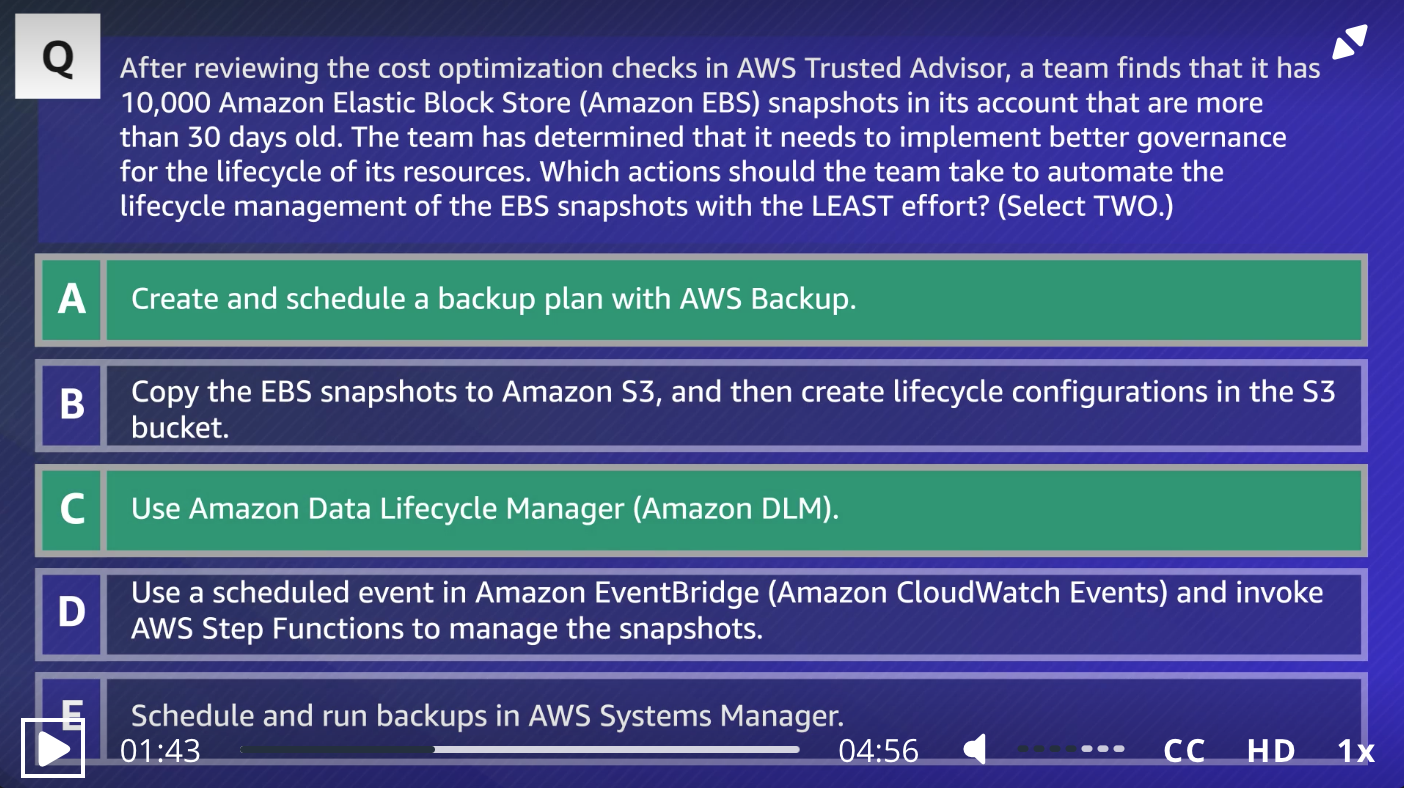 Q
After reviewing the cost optimization checks in AWS Trusted Advisor, a team finds that it has
10,000 Amazon Elastic Block Store (Amazon EBS) snapshots in its account that are more
than 30 days old. The team has determined that it needs to implement better governance
for the lifecycle of its resources. Which actions should the team take to automate the
lifecycle management of the EBS snapshots with the LEAST effort? (Select TWO.)
A
Create and schedule a backup plan with AWS Backup.
B
Copy the EBS snapshots to Amazon S3, and then create lifecycle configurations in the S3
bucket.
C
Use Amazon Data Lifecycle Manager (Amazon DLM).
D
Use a scheduled event in Amazon EventBridge (Amazon CloudWatch Events) and invoke
AWS Step Functions to manage the snapshots.
E
Schedule and run backups in AWS Systems Manager.
01:43 04:56 CC HD 1x